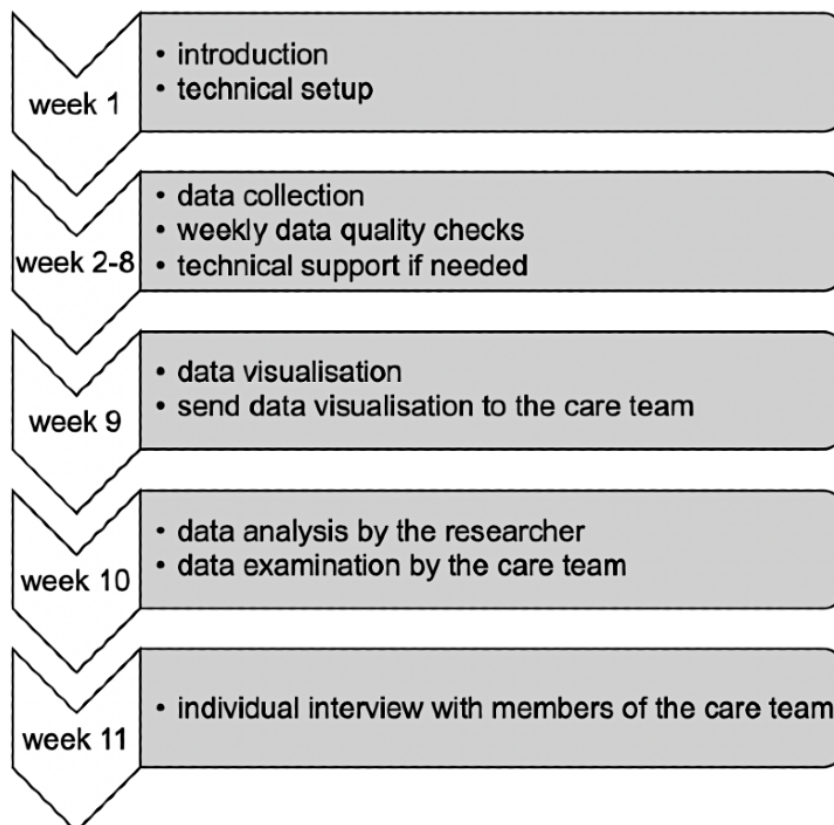 week 1
• introduction
• technical setup
week 2-8
• data collection
• weekly data quality checks
• technical support if needed
week 9
• data visualisation
• send data visualisation to the care team
week 10
• data analysis by the researcher
• data examination by the care team
week 11
• individual interview with members of the care team